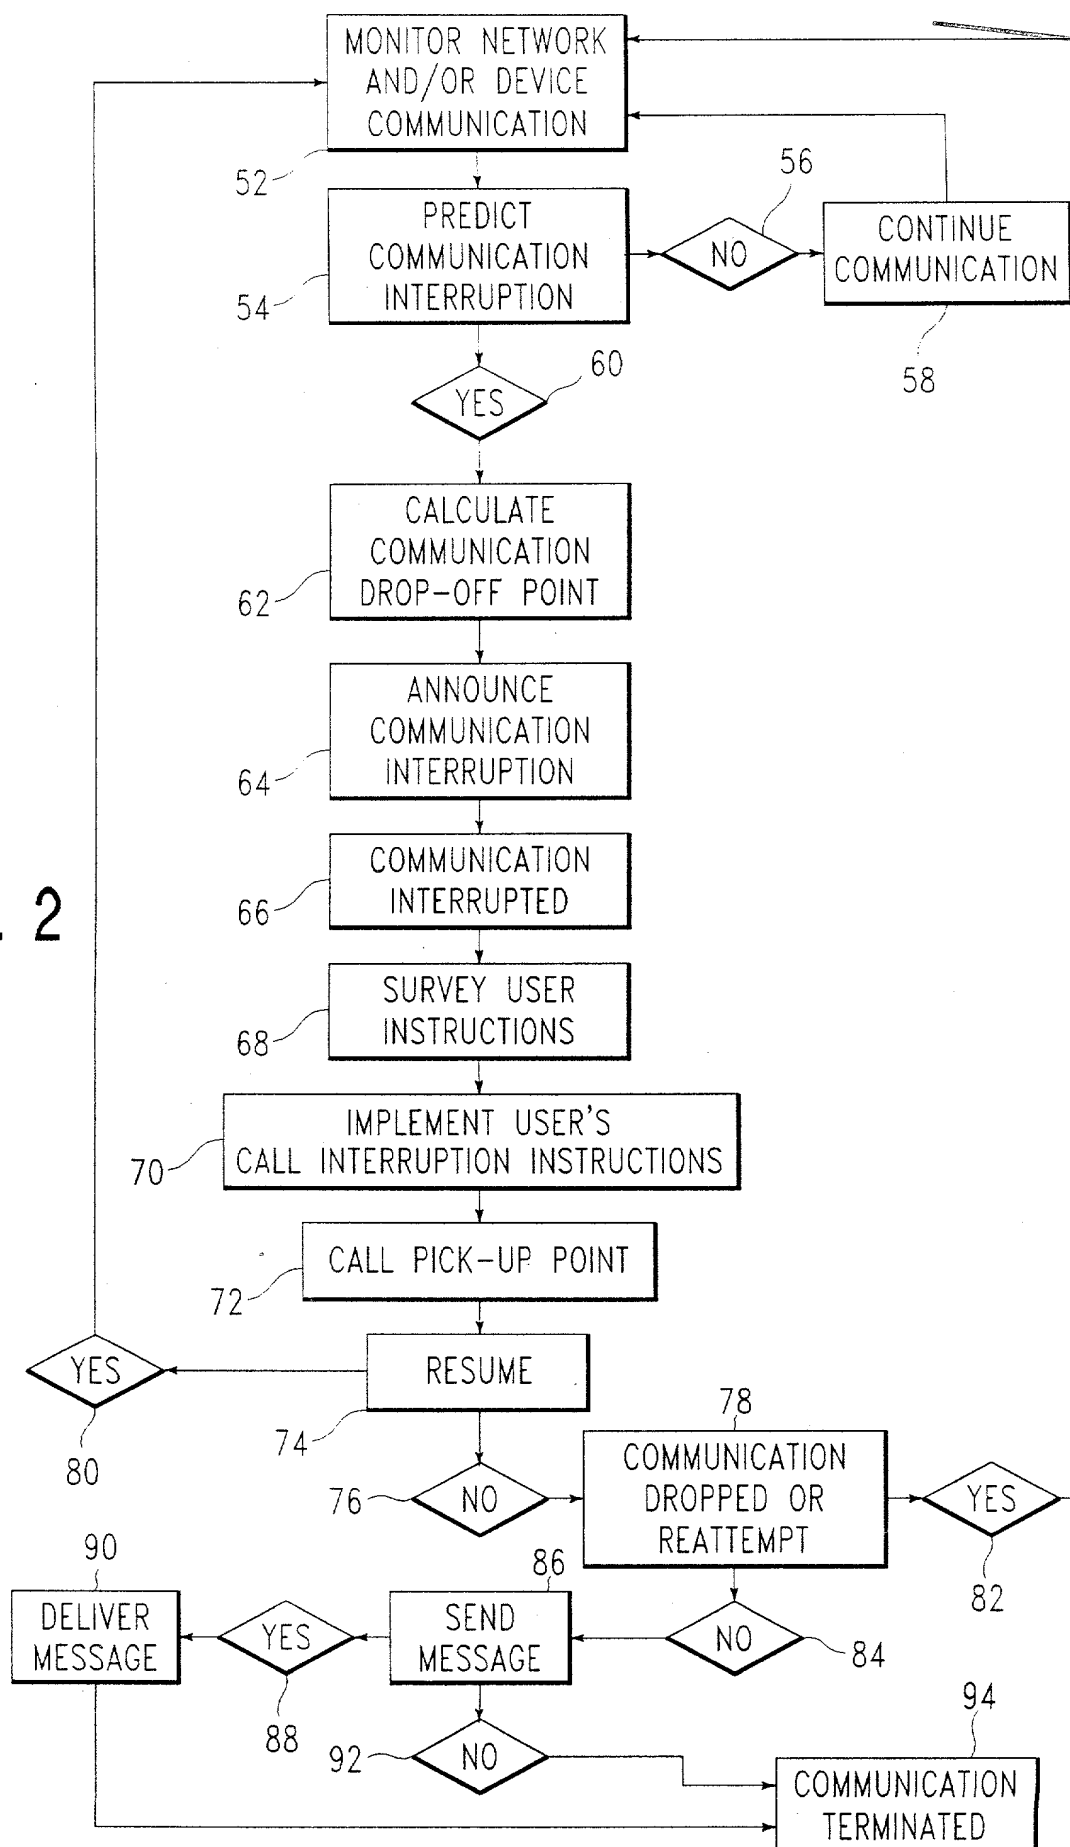 MONITOR NETWORK
AND/OR DEVICE
COMMUNICATION
52
PREDICT
COMMUNICATION
INTERRUPTION
54
56
NO
CONTINUE
COMMUNICATION
58
60
YES
CALCULATE
COMMUNICATION
DROP-OFF POINT
62
ANNOUNCE
COMMUNICATION
INTERRUPTION
64
COMMUNICATION
INTERRUPTED
66
2
SURVEY USER
INSTRUCTIONS
68
IMPLEMENT USER'S
CALL INTERRUPTION INSTRUCTIONS
70
CALL PICK-UP POINT
72
RESUME
74
YES
80
NO
76
78
COMMUNICATION
DROPPED OR
REATTEMPT
YES
82
NO
84
86
SEND
MESSAGE
YES
88
90
DELIVER
MESSAGE
NO
92
94
COMMUNICATION
TERMINATED